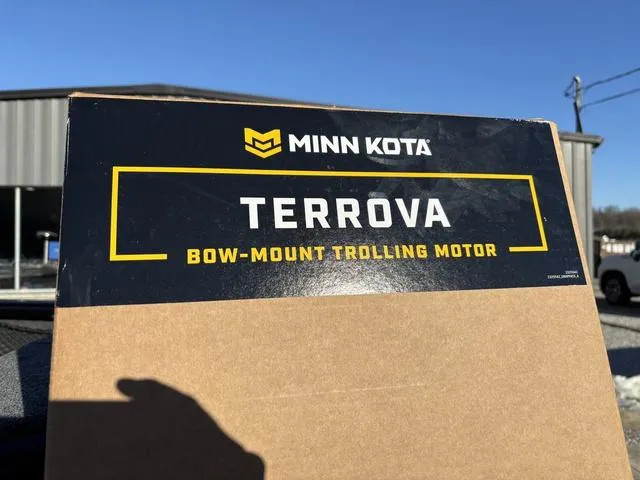 MINN KOTA
TERROVA
BOW-MOUNT TROLLING MOTOR